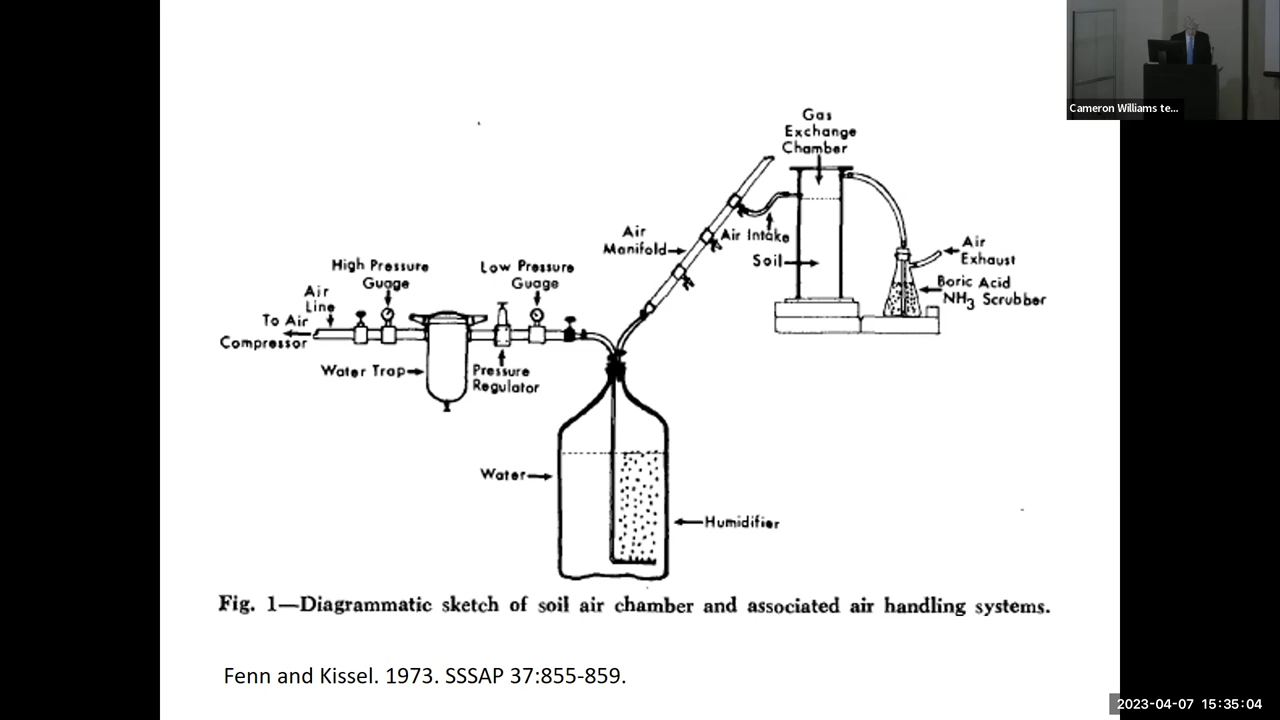 Cameron Williams te...
Gas
Exchange
Chamber
Air
Manifold
Air Intake
Soil
Air
Exhaust
Boric Acid
NH3 Scrubber
High Pressure
Guage
Low Pressure
Guage
Air
Line
To Air
Compressor
Water Trap
Pressure
Regulator
Water
Humidifier
Fig. 1—Diagrammatic sketch of soil air chamber and associated air handling systems.
Fenn and Kissel. 1973. SSSAP 37:855-859.
2023-04-07 15:35:04